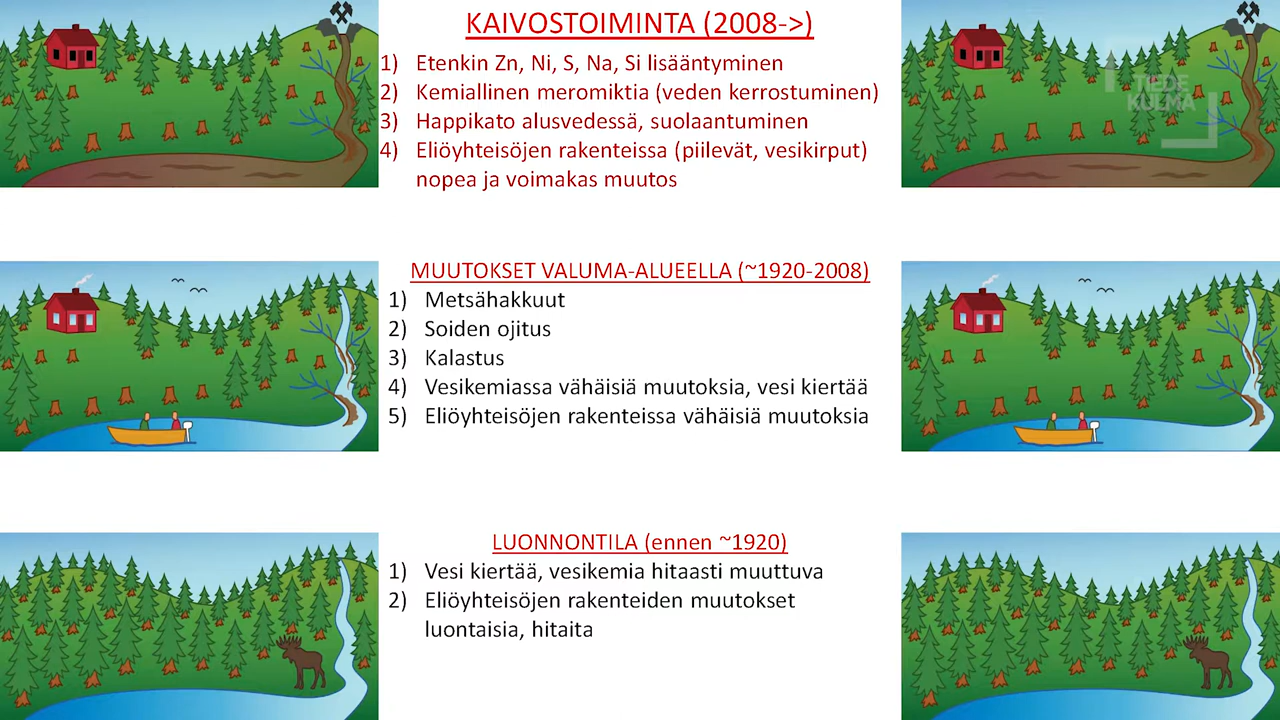 KAIVOSTOIMINTA (2008->)
1) Etenkin Zn, Ni, S, Na, Si lisääntyminen
2) Kemiallinen meromiktia (veden kerrostuminen)
3) Happikato alusvedessä, suolaantuminen
4) Eliöyhteisöjen rakenteissa (piilevät, vesikirput)
nopea ja voimakas muutos
TIEDE
KULMA
MUUTOKSET VALUMA-ALUEELLA (~1920-2008)
1) Metsähakkuut
2) Soiden ojitus
3) Kalastus
4) Vesikemiassa vähäisiä muutoksia, vesi kiertää
5) Eliöyhteisöjen rakenteissa vähäisiä muutoksia
LUONNONTILA (ennen ~1920)
1) Vesi kiertää, vesikemia hitaasti muuttuva
2) Eliöyhteisöjen rakenteiden muutokset
luontaisia, hitaita